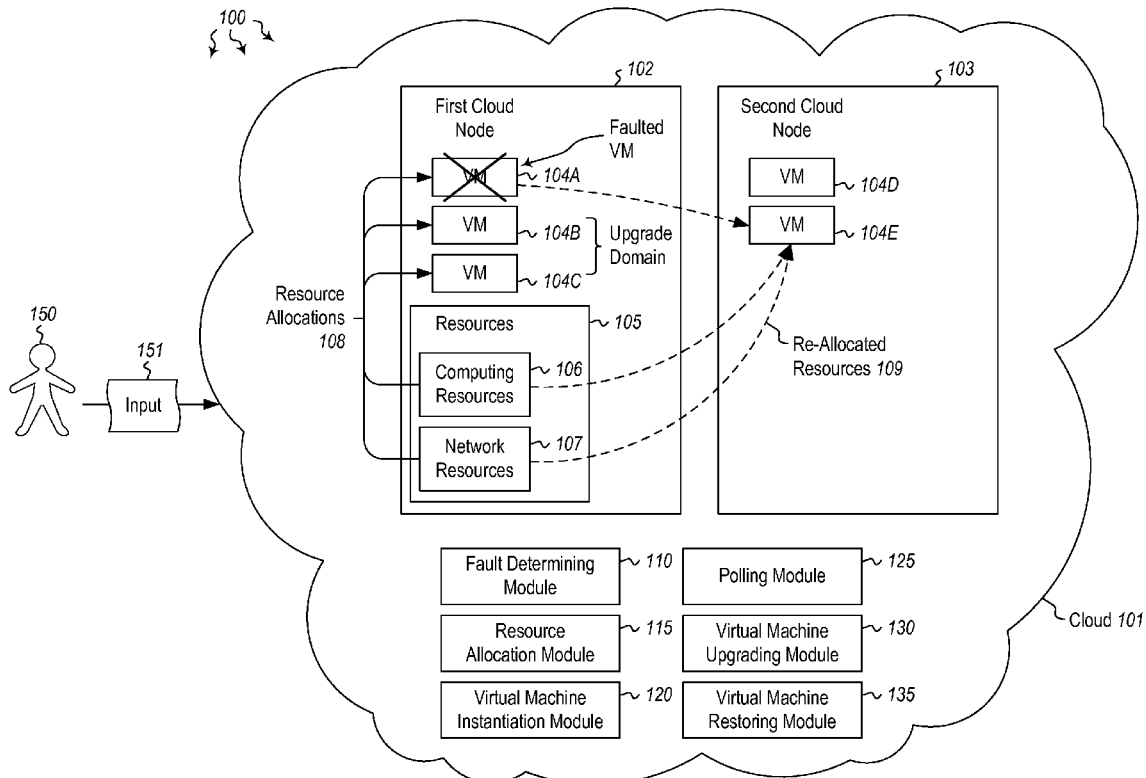 100
102
103
First Cloud
Node
Second Cloud
Node
Faulted
VM
VM
104A
VM
104D
VM
104B
VM
104E
Upgrade
Domain
VM
104C
Resource
Allocations
108
Resources
105
Re-Allocated
Resources 109
Computing
Resources
106
Network
Resources
107
150
151
Input
Fault Determining
Module
110
Polling Module
125
Cloud 101
Resource
Allocation Module
115
Virtual Machine
Upgrading Module
130
Virtual Machine
Instantiation Module
120
Virtual Machine
Restoring Module
135